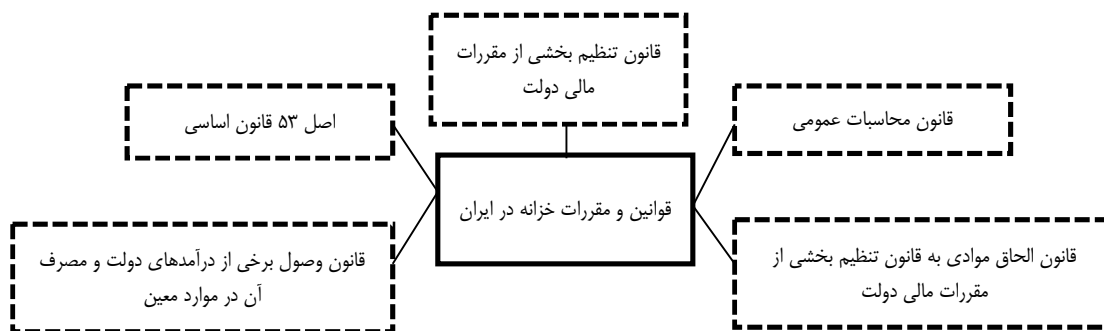 قانون تنظیم بخشی از مقررات
مالی دولت
قانون محاسبات عمومی
اصل ۵۳ قانون اساسی
قوانین و مقررات خزانه در ایران
قانون الحاق موادی به قانون تنظیم بخشی از
مقررات مالی دولت
قانون وصول برخی از درآمدهای دولت و مصرف
آن در موارد معین